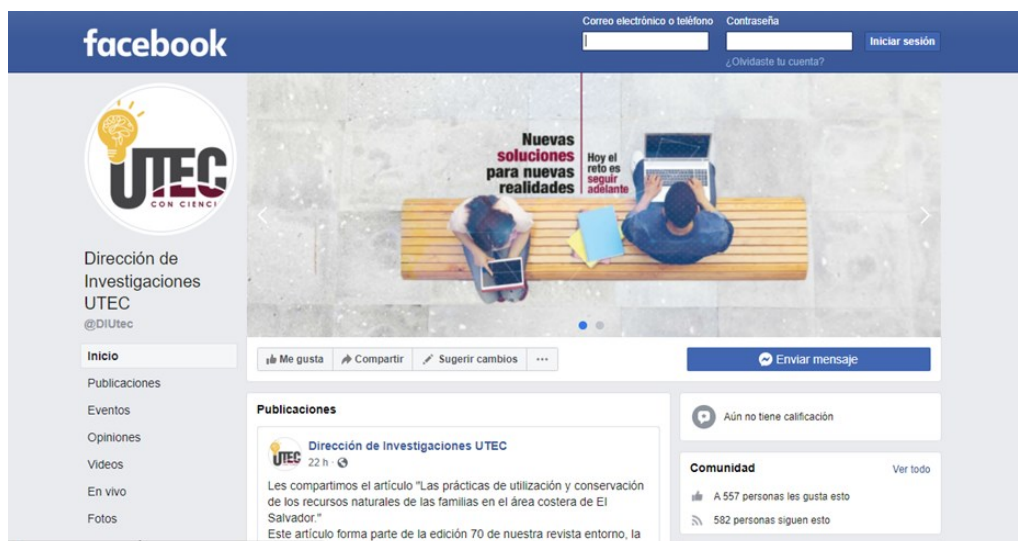 facebook
Correo electrónico o teléfono
Contraseña
Iniciar sesión
¿Olvidaste tu cuenta?
UTEC
CON CIENCI
Dirección de
Investigaciones
UTEC
@DIUtec
Inicio
Publicaciones
Eventos
Opiniones
Videos
En vivo
Fotos
Nuevas
soluciones
para nuevas
realidades
Hoy el
reto es
seguir
adelante
Me gusta
Compartir
Sugerir cambios
Enviar mensaje
Publicaciones
UTEC
Dirección de Investigaciones UTEC
22 h ·
Les compartimos el artículo "Las prácticas de utilización y conservación
de los recursos naturales de las familias en el área costera de El
Salvador."
Este artículo forma parte de la edición 70 de nuestra revista entorno, la
Aún no tiene calificación
Comunidad
Ver todo
A 557 personas les gusta esto
582 personas siguen esto